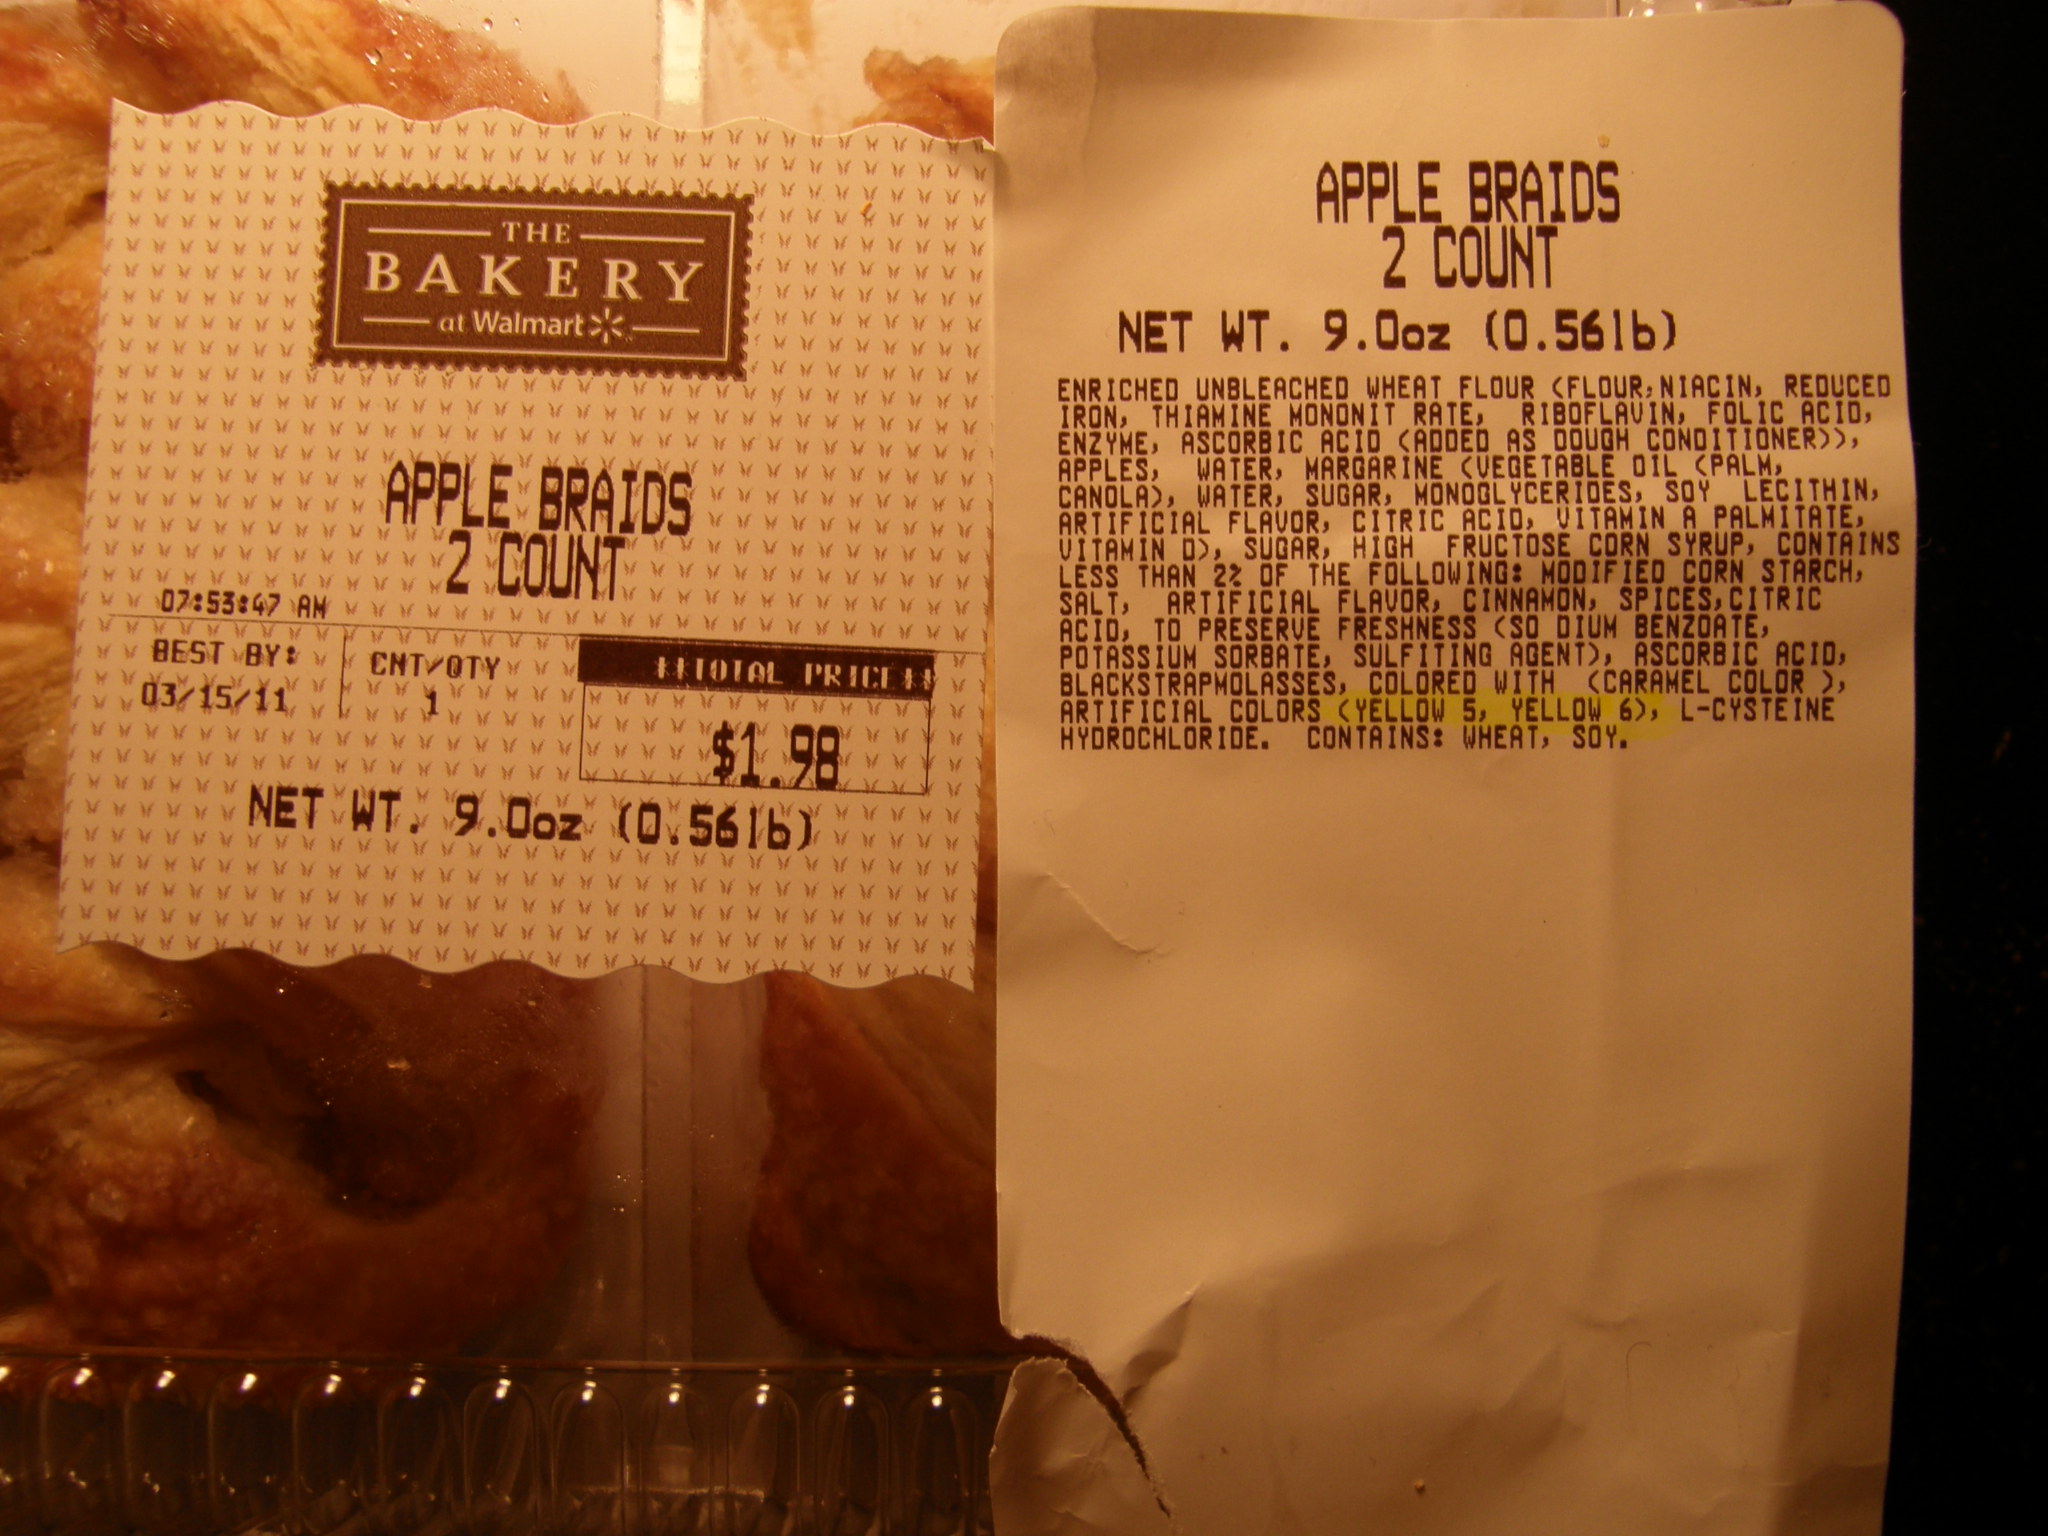 THE
BAKERY
at Walmart
APPLE BRAIDS
2 COUNT
07:53:47 AM
BEST BY:
03/15/11
CNT/QTY
1
!!TOTAL PRICE!!
$1.98
NET WT. 9.0oz (0.56lb)
APPLE BRAIDS
2 COUNT
NET WT. 9.0oz (0.56lb)
ENRICHED UNBLEACHED WHEAT FLOUR (FLOUR,NIACIN, REDUCED
IRON, THIAMINE MONONIT RATE, RIBOFLAVIN, FOLIC ACID,
ENZYME, ASCORBIC ACID (ADDED AS DOUGH CONDITIONER)),
APPLES, WATER, MARGARINE (VEGETABLE OIL (PALM,
CANOLA), WATER, SUGAR, MONOGLYCERIDES, SOY LECITHIN,
ARTIFICIAL FLAVOR, CITRIC ACID, VITAMIN A PALMITATE,
VITAMIN D), SUGAR, HIGH FRUCTOSE CORN SYRUP, CONTAINS
LESS THAN 2% OF THE FOLLOWING: MODIFIED CORN STARCH,
SALT, ARTIFICIAL FLAVOR, CINNAMON, SPICES,CITRIC
ACID, TO PRESERVE FRESHNESS (SO DIUM BENZOATE,
POTASSIUM SORBATE, SULFITING AGENT), ASCORBIC ACID,
BLACKSTRAPMOLASSES, COLORED WITH (CARAMEL COLOR ),
ARTIFICIAL COLORS (YELLOW 5, YELLOW 6), L-CYSTEINE
HYDROCHLORIDE. CONTAINS: WHEAT, SOY.